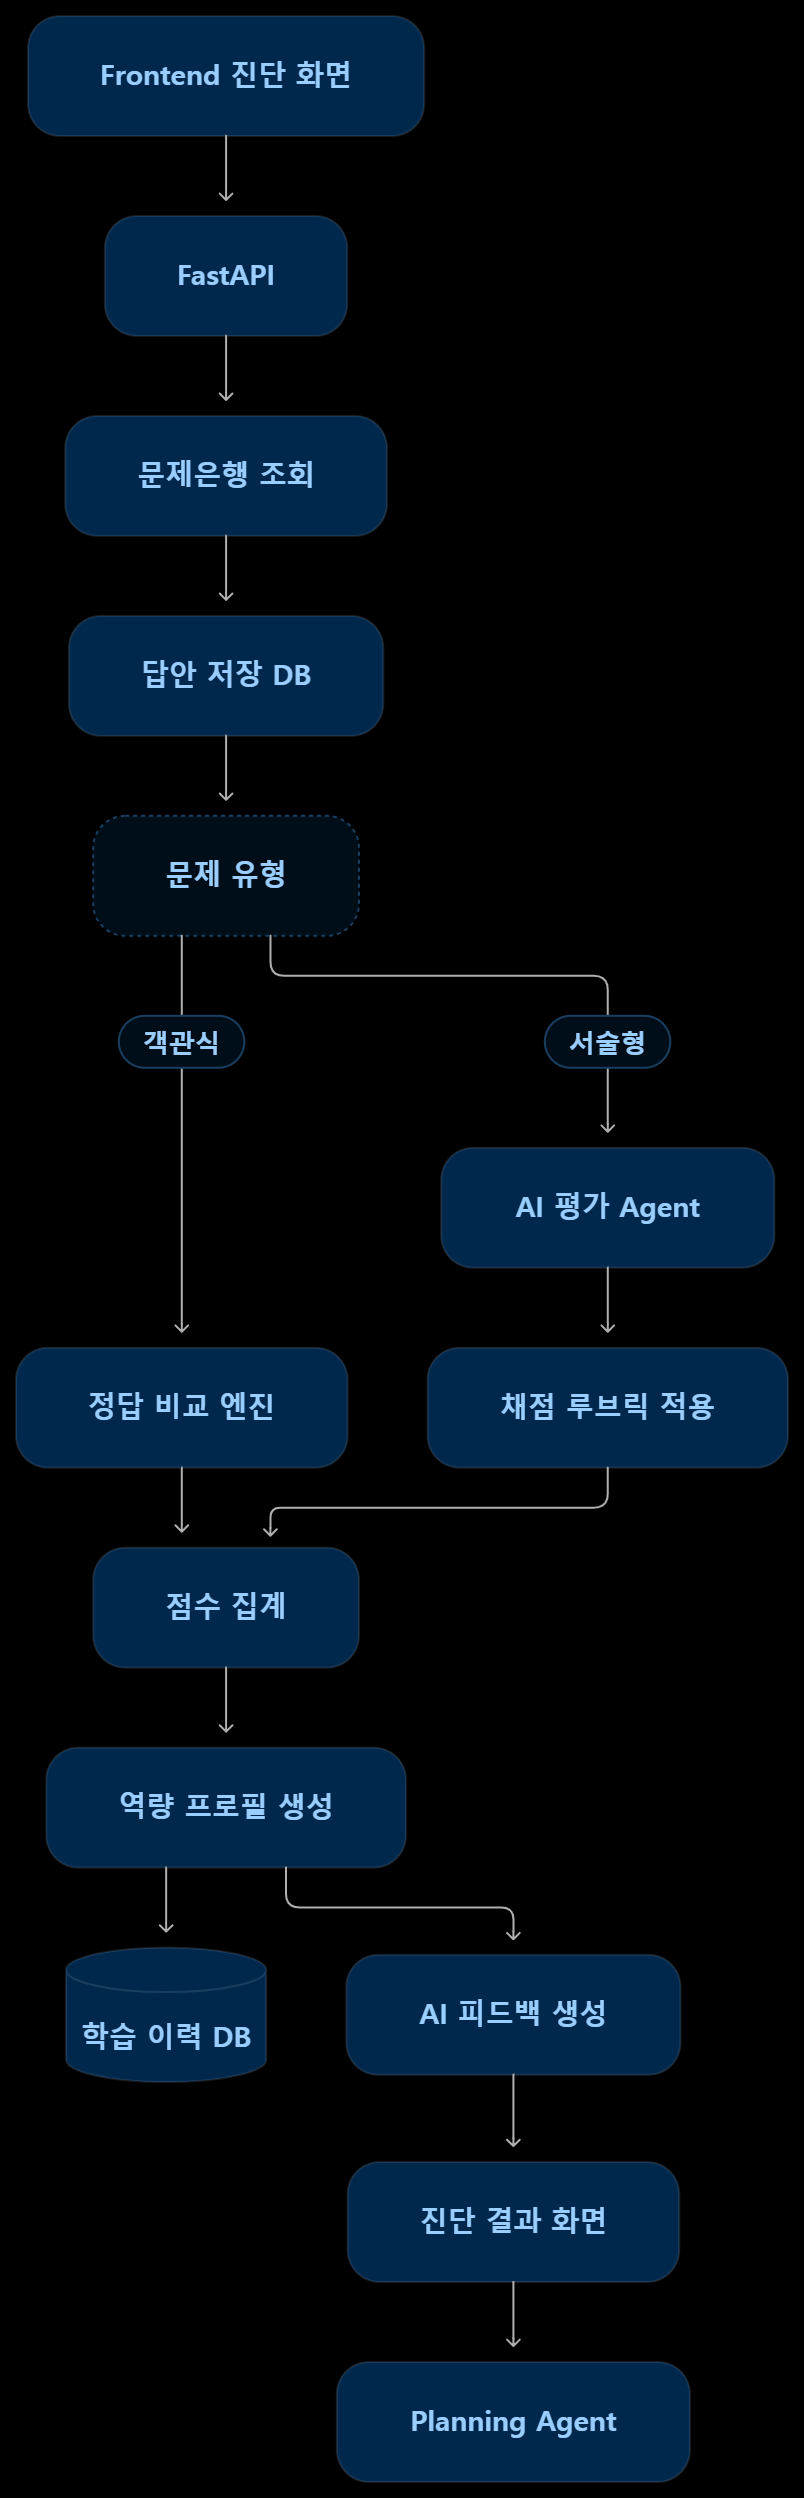 Frontend 진단 화면
FastAPI
문제은행 조회
답안 저장 DB
문제 유형
객관식
서술형
AI 평가 Agent
정답 비교 엔진
채점 루브릭 적용
점수 집계
역량 프로필 생성
학습 이력 DB
AI 피드백 생성
진단 결과 화면
Planning Agent